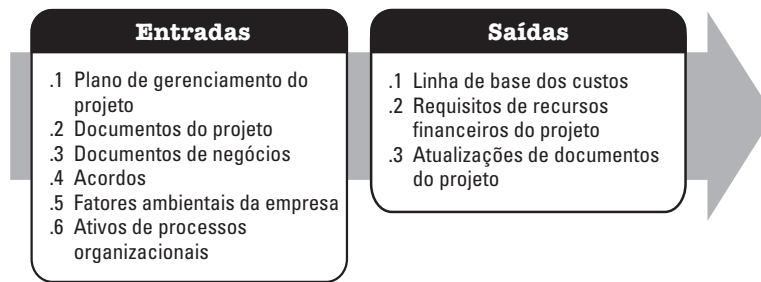 Entradas
.1 Plano de gerenciamento do
projeto
.2 Documentos do projeto
.3 Documentos de negócios
.4 Acordos
.5 Fatores ambientais da empresa
.6 Ativos de processos
organizacionais
Saídas
.1 Linha de base dos custos
.2 Requisitos de recursos
financeiros do projeto
.3 Atualizações de documentos
do projeto